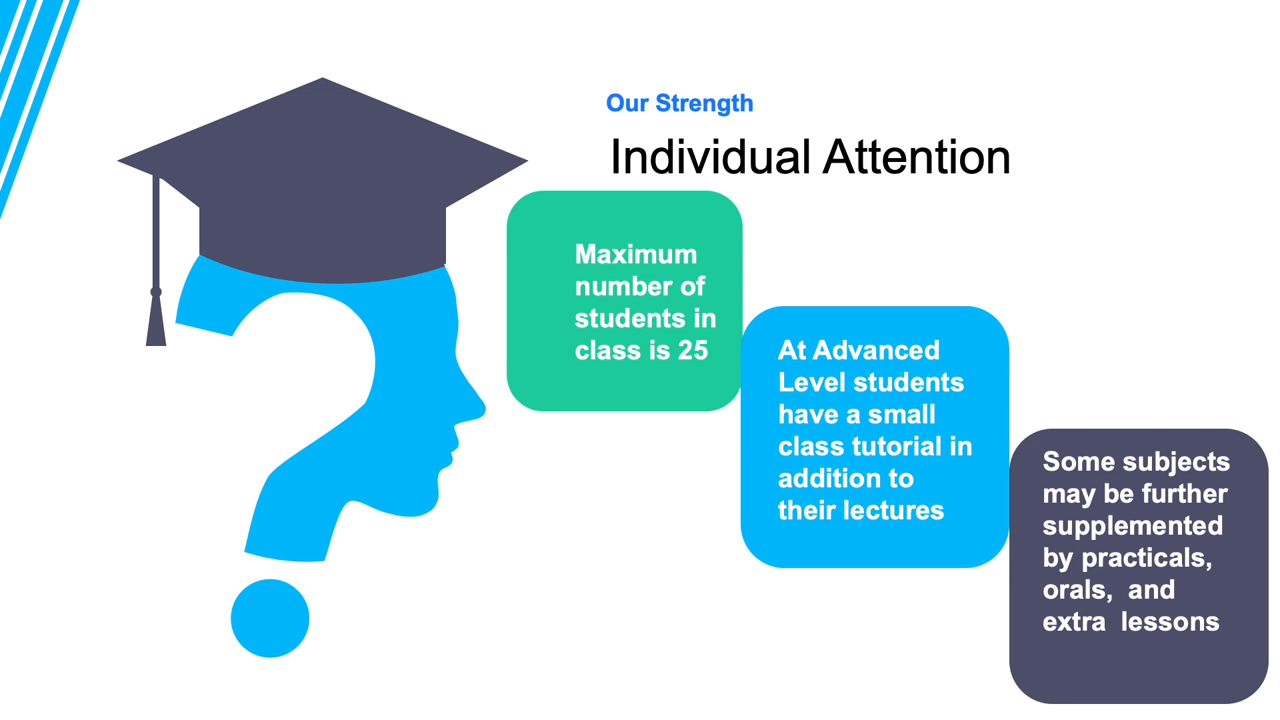 Our Strength
Individual Attention
Maximum
number of
students in
class is 25
At Advanced
Level students
have a small
class tutorial in
addition to
their lectures
Some subjects
may be further
supplemented
by practicals,
orals,  and
extra  lessons